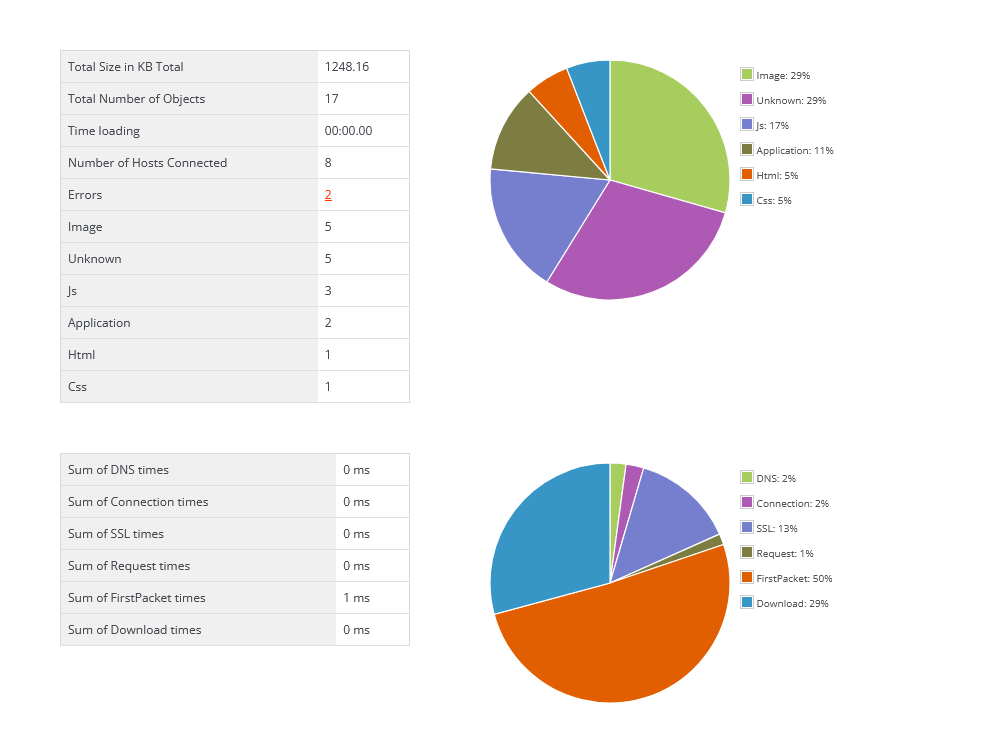 Total Size in KB Total 1248.16
Total Number of Objects 17
Time loading 00:00.00
Number of Hosts Connected 8
Errors 2
Image 5
Unknown 5
Js 3
Application 2
Html 1
Css 1
Image: 29%
Unknown: 29%
Js: 17%
Application: 11%
Html: 5%
Css: 5%
Sum of DNS times 0 ms
Sum of Connection times 0 ms
Sum of SSL times 0 ms
Sum of Request times 0 ms
Sum of FirstPacket times 1 ms
Sum of Download times 0 ms
DNS: 2%
Connection: 2%
SSL: 13%
Request: 1%
FirstPacket: 50%
Download: 29%